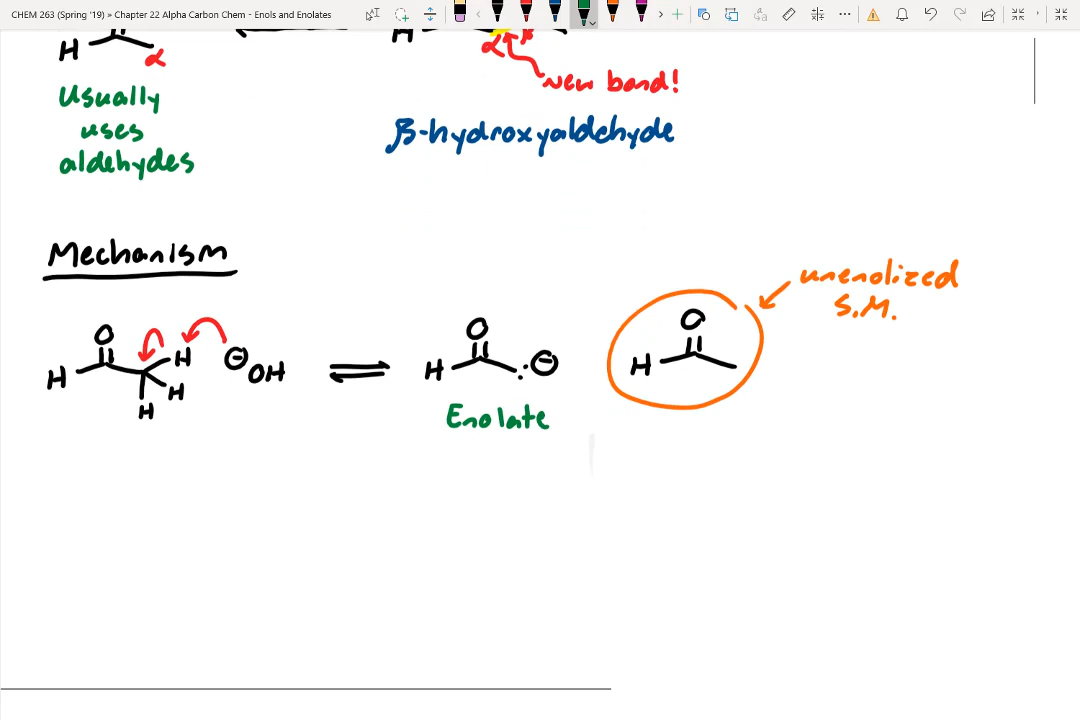 CHEM 263 (Spring '19) » Chapter 22 Alpha Carbon Chem - Enols and Enolates
H
α
α
New bond!
Usually
uses
aldehydes
β-hydroxyaldehyde
Mechanism
unenolized
S.M.
O
H
H
H
H
⊖
OH
⇌
O
H
:⊖
O
H
Enolate